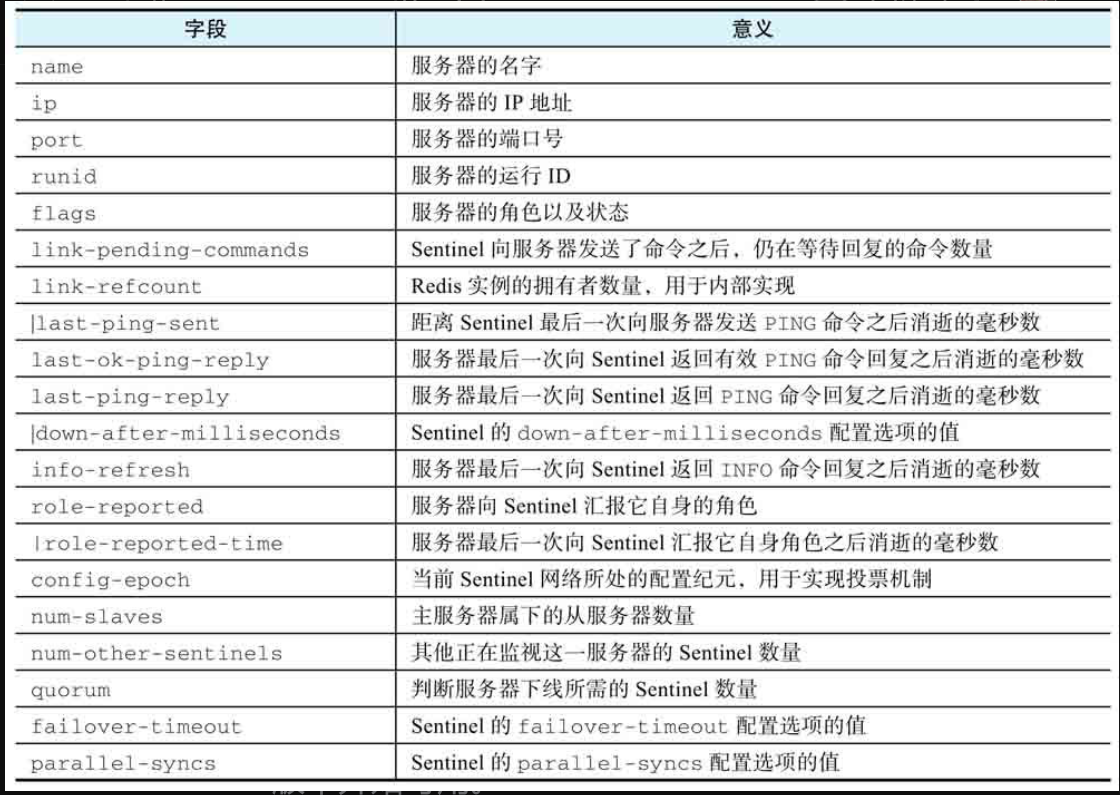 字段 意义
name 服务器的名字
ip 服务器的 IP 地址
port 服务器的端口号
runid 服务器的运行 ID
flags 服务器的角色以及状态
link-pending-commands Sentinel 向服务器发送了命令之后，仍在等待回复的命令数量
link-refcount Redis 实例的拥有者数量，用于内部实现
|last-ping-sent 距离 Sentinel 最后一次向服务器发送 PING 命令之后消逝的毫秒数
last-ok-ping-reply 服务器最后一次向 Sentinel 返回有效 PING 命令回复之后消逝的毫秒数
last-ping-reply 服务器最后一次向 Sentinel 返回 PING 命令回复之后消逝的毫秒数
|down-after-milliseconds Sentinel 的 down-after-milliseconds 配置选项的值
info-refresh 服务器最后一次向 Sentinel 返回 INFO 命令回复之后消逝的毫秒数
role-reported 服务器向 Sentinel 汇报它自身的角色
|role-reported-time 服务器最后一次向 Sentinel 汇报它自身角色之后消逝的毫秒数
config-epoch 当前 Sentinel 网络所处的配置纪元，用于实现投票机制
num-slaves 主服务器属下的从服务器数量
num-other-sentinels 其他正在监视这一服务器的 Sentinel 数量
quorum 判断服务器下线所需的 Sentinel 数量
failover-timeout Sentinel 的 failover-timeout 配置选项的值
parallel-syncs Sentinel 的 parallel-syncs 配置选项的值